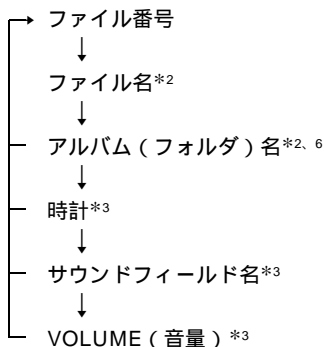 ファイル番号
ファイル名*2
アルバム(フォルダ)名*2、6
時計*3
サウンドフィールド名*3
VOLUME(音量)*3